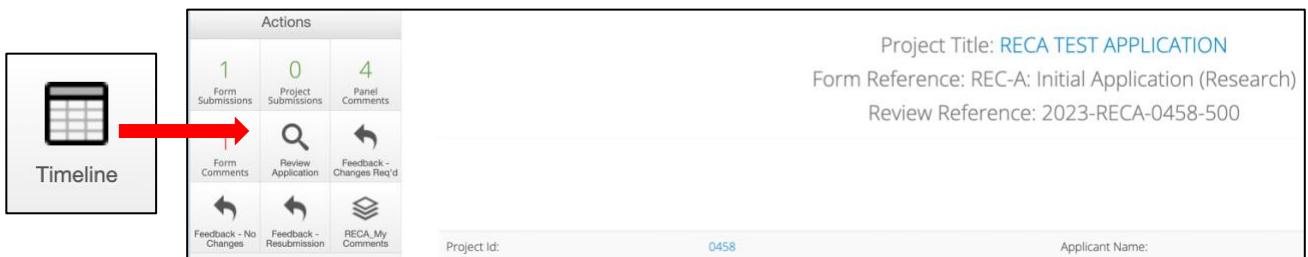 Timeline
Actions
1
Form
Submissions
0
Project
Submissions
4
Panel
Comments
Form
Comments
Review
Application
Feedback -
Changes Req'd
Feedback - No
Changes
Feedback -
Resubmission
RECA_My
Comments
Project Title: RECA TEST APPLICATION
Form Reference: REC-A: Initial Application (Research)
Review Reference: 2023-RECA-0458-500
Project Id:
0458
Applicant Name: